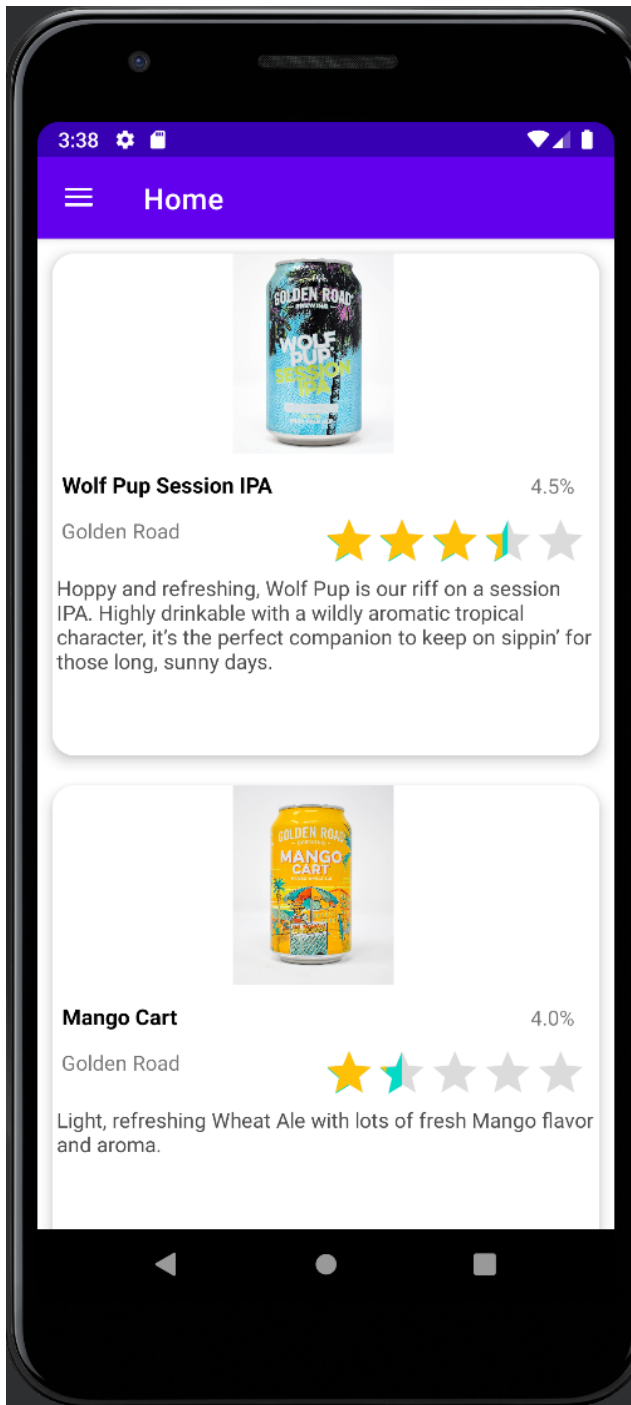 3:38
Home
GOLDEN ROAD
BREWING
WOLF
PUP
SESSION
IPA
Wolf Pup Session IPA 4.5%
Golden Road
Hoppy and refreshing, Wolf Pup is our riff on a session
IPA. Highly drinkable with a wildly aromatic tropical
character, it’s the perfect companion to keep on sippin’ for
those long, sunny days.
GOLDEN ROAD
BREWING
MANGO
CART
Mango Cart 4.0%
Golden Road
Light, refreshing Wheat Ale with lots of fresh Mango flavor
and aroma.